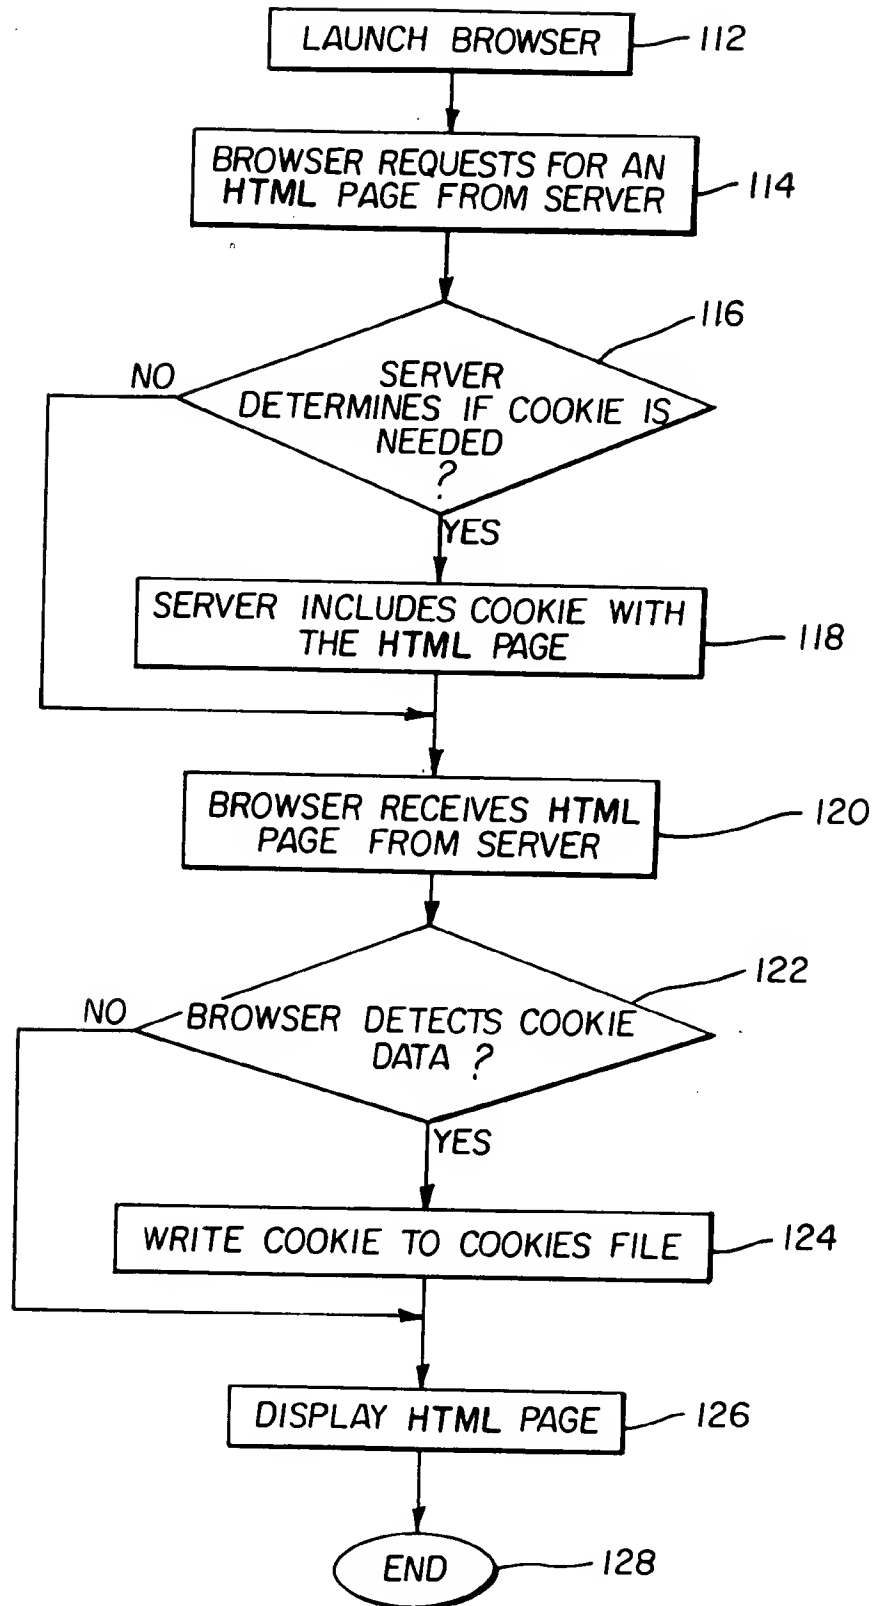 LAUNCH BROWSER
112
BROWSER REQUESTS FOR AN
HTML PAGE FROM SERVER
114
116
NO
SERVER
DETERMINES IF COOKIE IS
NEEDED
?
YES
SERVER INCLUDES COOKIE WITH
THE HTML PAGE
118
BROWSER RECEIVES HTML
PAGE FROM SERVER
120
122
NO
BROWSER DETECTS COOKIE
DATA ?
YES
WRITE COOKIE TO COOKIES FILE
124
DISPLAY HTML PAGE
126
END
128